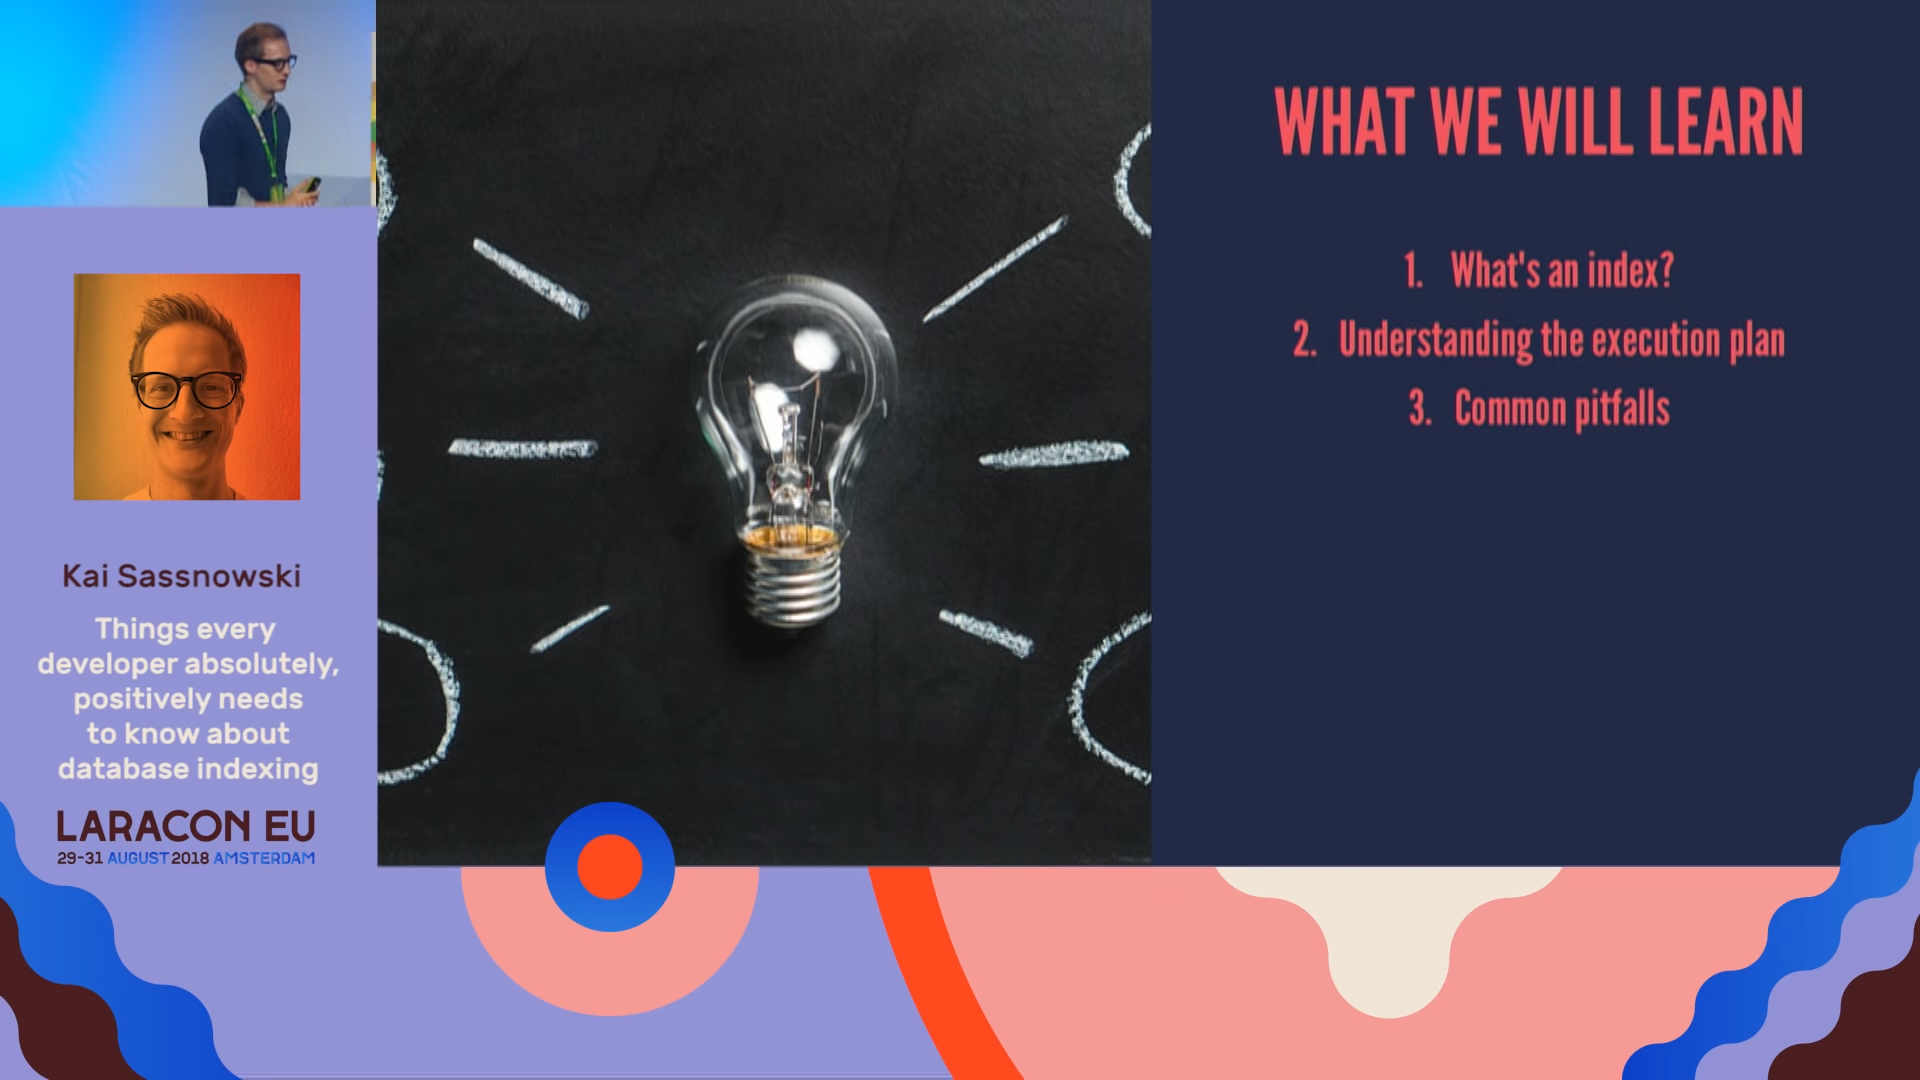 Kai Sassnowski
Things every
developer absolutely,
positively needs
to know about
database indexing
LARACON EU
29-31 AUGUST 2018 AMSTERDAM
WHAT WE WILL LEARN
1. What's an index?
2. Understanding the execution plan
3. Common pitfalls